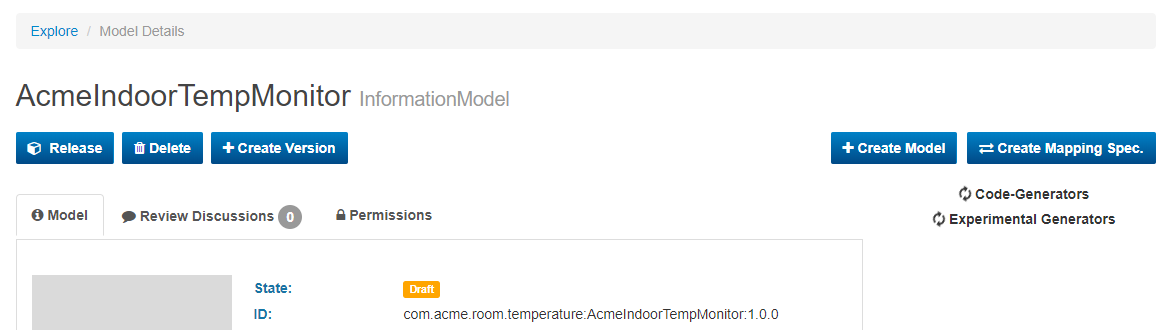 Explore / Model Details
AcmeIndoorTempMonitor InformationModel
Release Delete + Create Version + Create Model Create Mapping Spec.
Code-Generators
Model Review Discussions 0 Permissions
Experimental Generators
State: Draft
ID: com.acme.room.temperature:AcmeIndoorTempMonitor:1.0.0